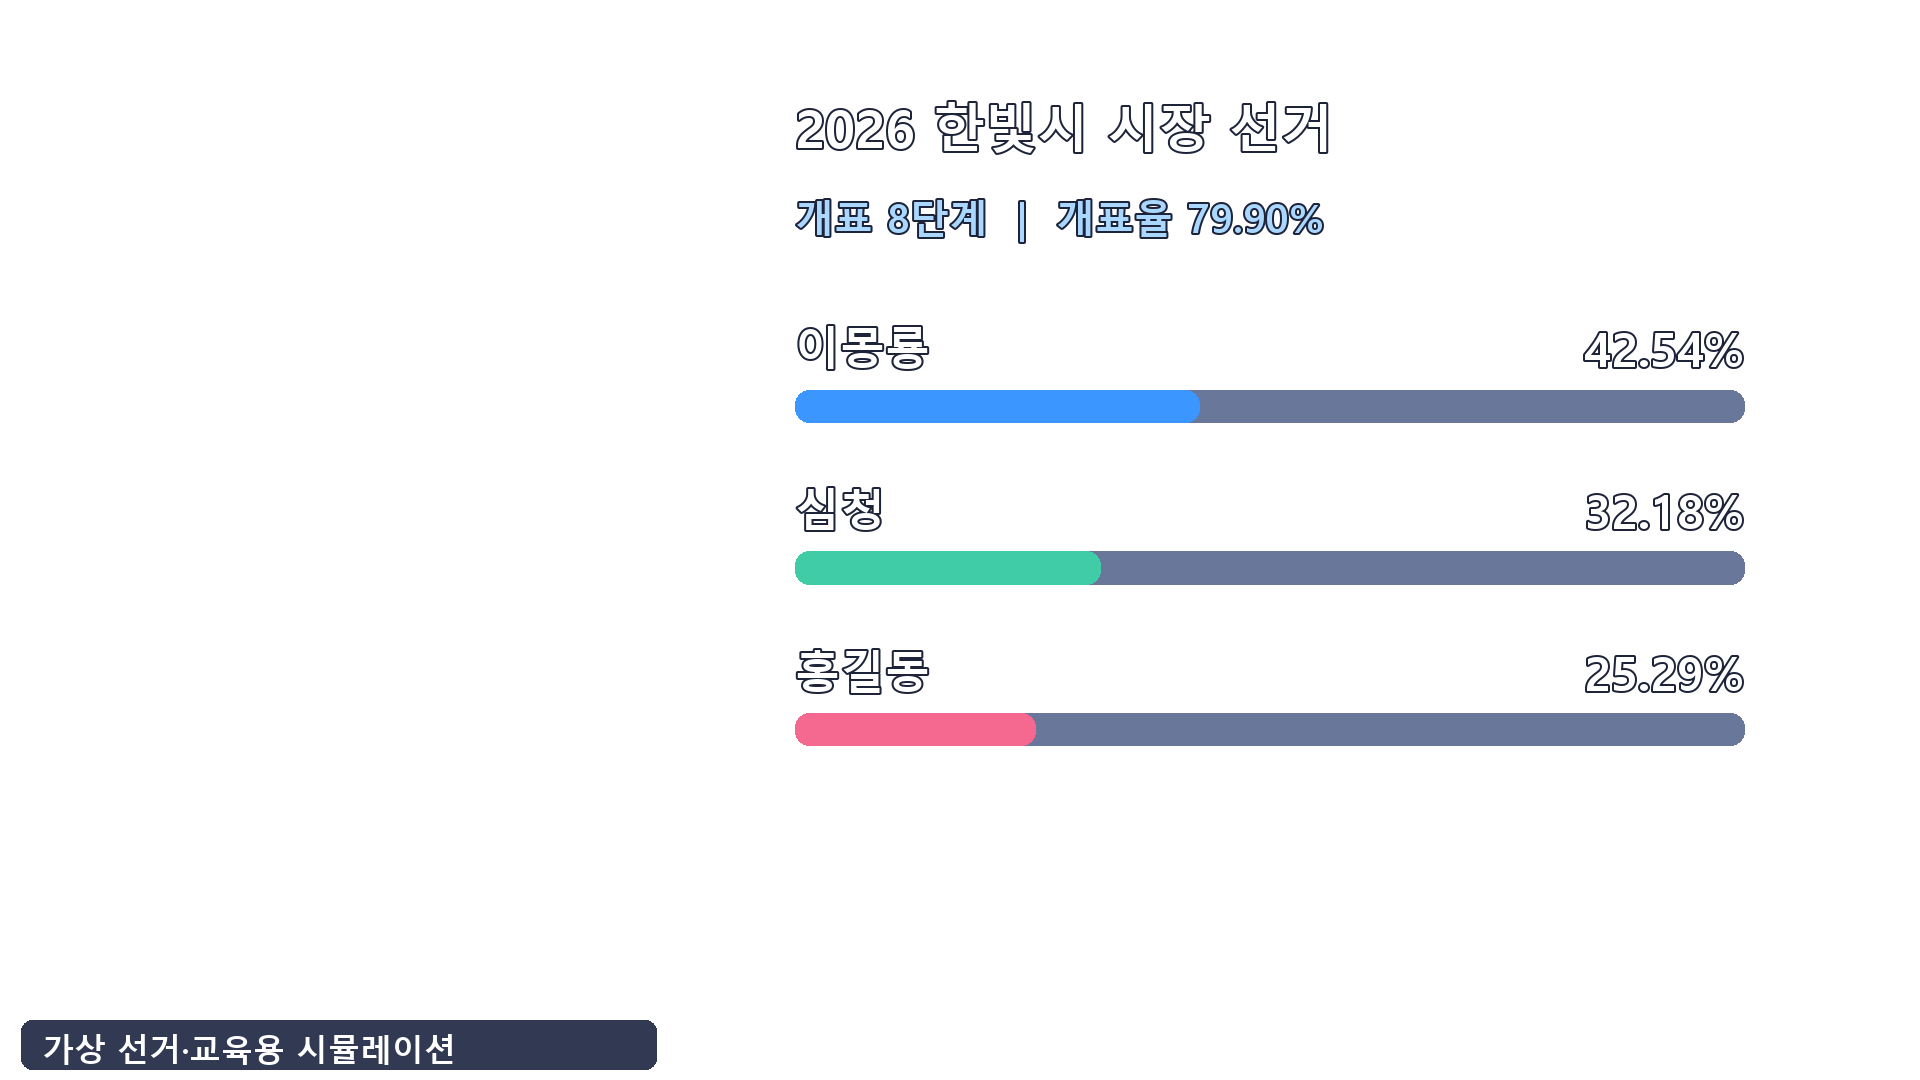 2026 한빛시 시장 선거
개표 8단계 | 개표율 79.90%
이몽룡 42.54%
심청 32.18%
홍길동 25.29%
가상 선거·교육용 시뮬레이션